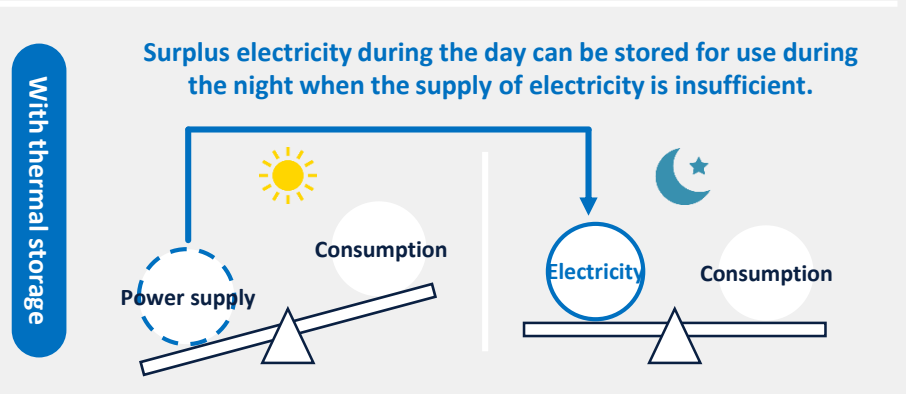 With thermal storage
Surplus electricity during the day can be stored for use during
the night when the supply of electricity is insufficient.
Power supply
Consumption
Electricity
Consumption